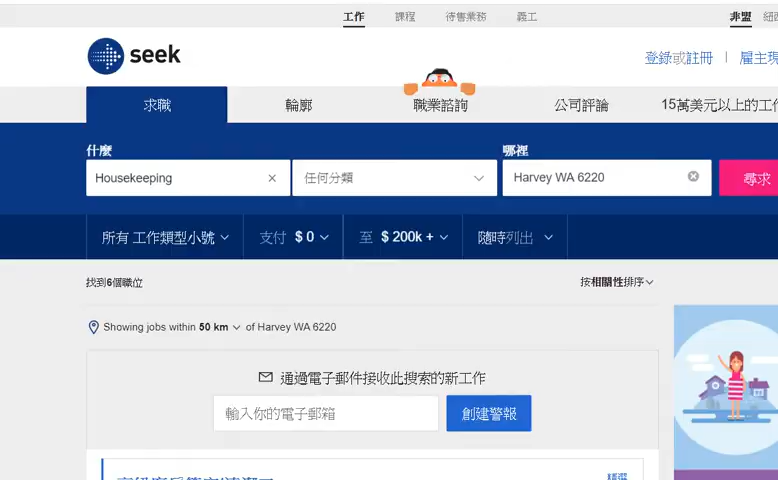 工作 課程 待售業務 義工 非盟
seek
登錄或註冊 | 雇主現
求職 輪廓 職業諮詢 公司評論 15萬美元以上的工作
什麼 哪裡
Housekeeping 任何分類 Harvey WA 6220 尋求
所有 工作類型小號 支付 $ 0 至 $ 200k + 隨時列出
找到6個職位 按相關性排序
Showing jobs within 50 km of Harvey WA 6220
通過電子郵件接收此搜索的新工作
輸入你的電子郵箱 創建警報
精選